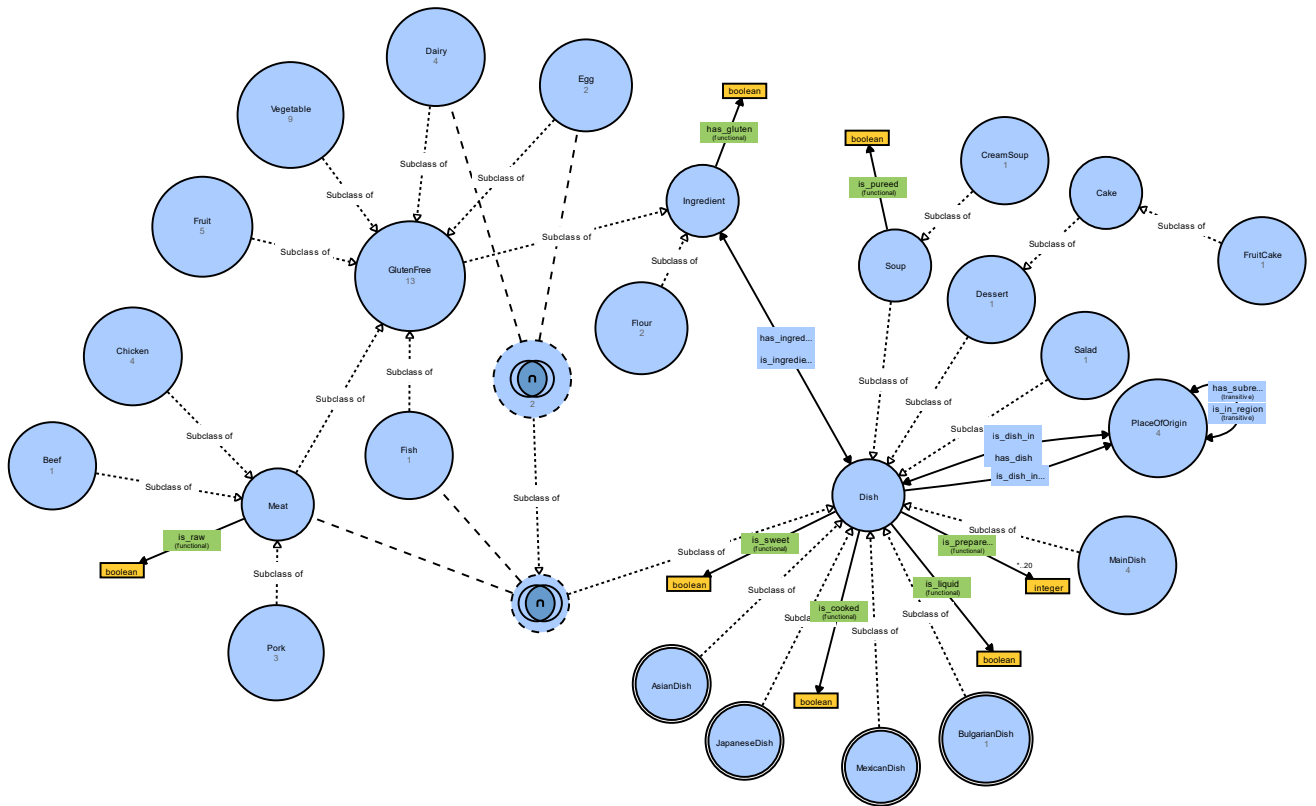 Dairy
4
Egg
2
Vegetable
9
boolean
has_gluten
(functional)
boolean
CreamSoup
1
Subclass of
Subclass of
is_pureed
(functional)
Cake
Subclass of
Ingredient
Fruit
5
Subclass of
Subclass of
Subclass of
Subclass of
Subclass of
FruitCake
1
Subclass of
GlutenFree
13
Subclass of
Soup
Dessert
1
Flour
2
has_ingred...
is_ingredie...
Chicken
4
Salad
1
Subclass of
Subclass of
n
2
Subclass of
has_subre...
(transitive)
is_in_region
(transitive)
PlaceOfOrigin
4
Subclass of
Subc
is_dish_in
has_dish
is_dish_in...
Beef
1
Fish
1
Subclass of
Subclass of
Meat
Subclass of
Dish
Subclass of
is_raw
(functional)
boolean
is_sweet
(functional)
is_prepare...
(functional)
Subclass of
MainDish
4
Subclass of
*..20
integer
Subclass of
boolean
is_liquid
(functional)
Subclass of
n
is_cooked
(functional)
Subcla
Subclass of
Subclass of
Pork
3
boolean
AsianDish
boolean
JapaneseDish
BulgarianDish
1
MexicanDish